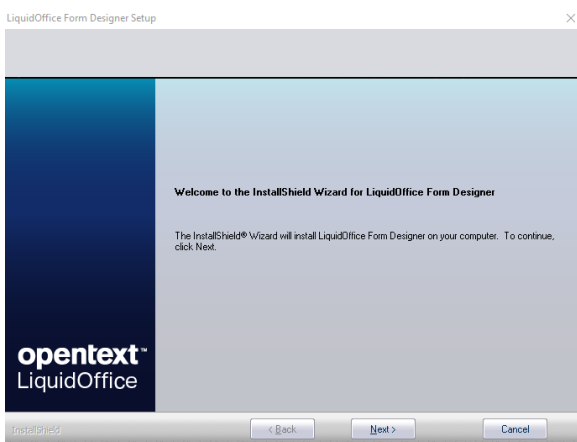 LiquidOffice Form Designer Setup
Welcome to the InstallShield Wizard for LiquidOffice Form Designer
The InstallShield® Wizard will install LiquidOffice Form Designer on your computer. To continue,
click Next.
opentext™
LiquidOffice
InstallShield
< Back
Next >
Cancel